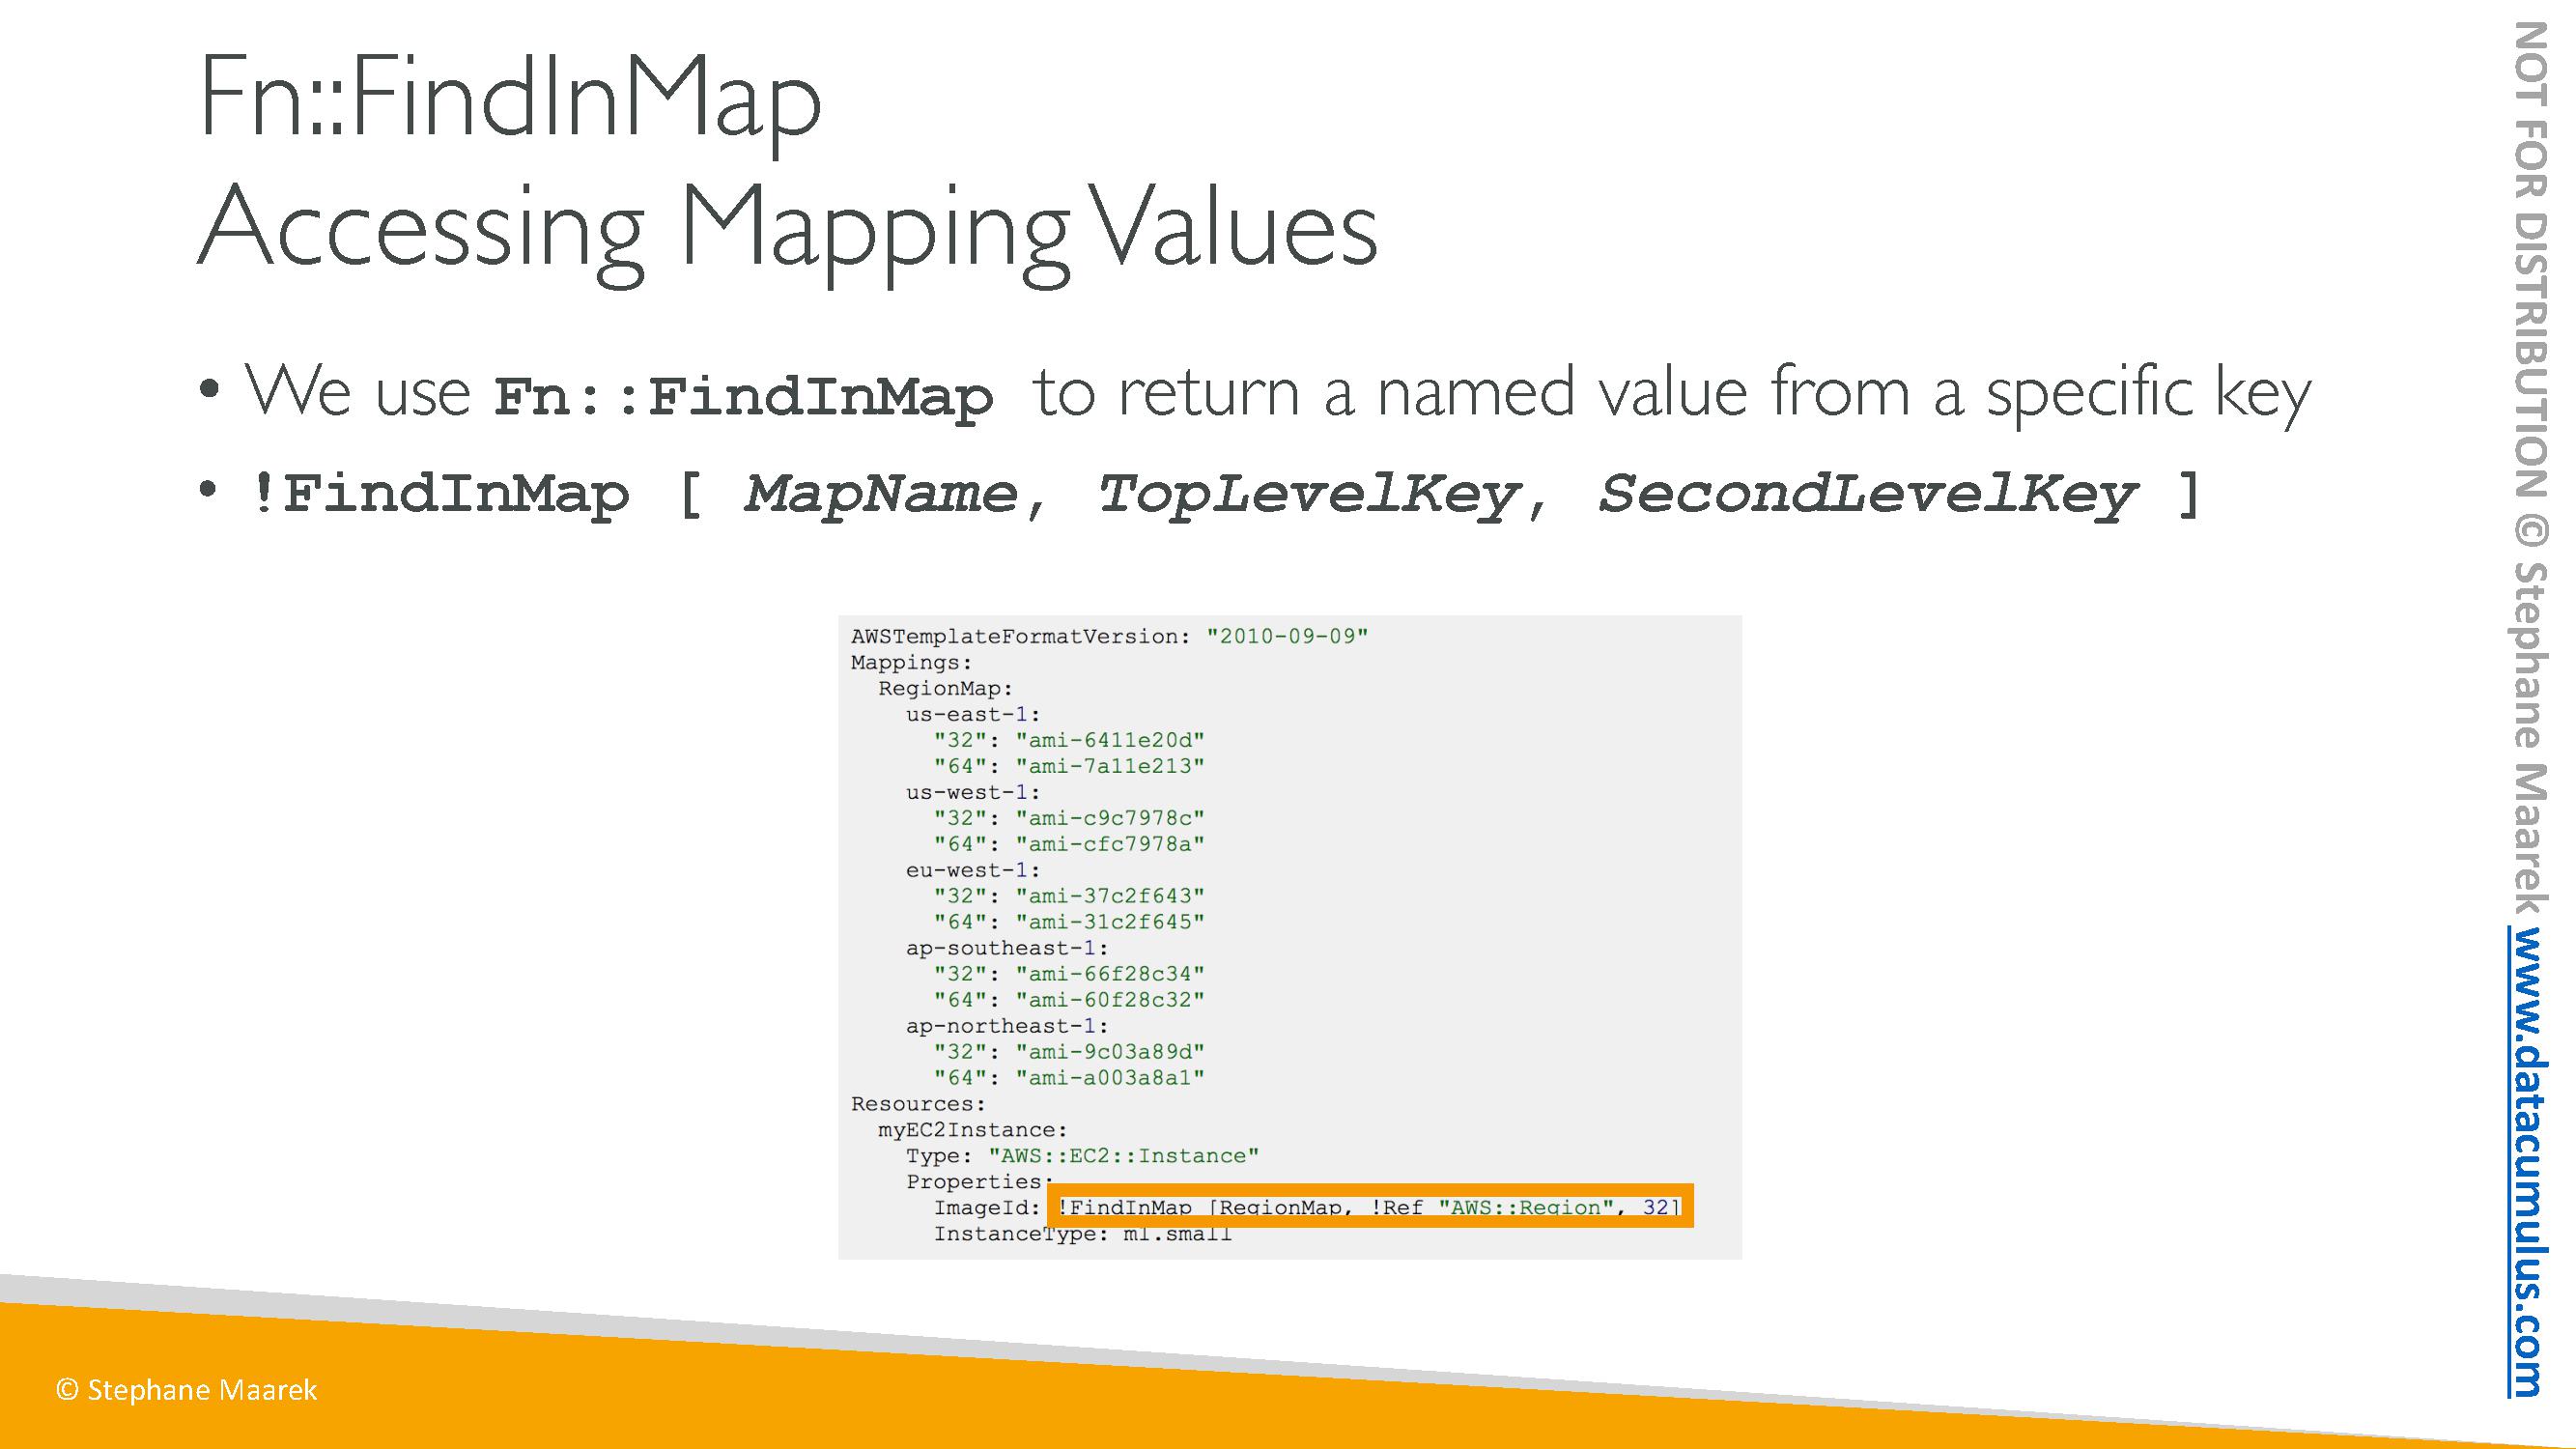 Fn::FindInMap
Accessing Mapping Values
• We use Fn::FindInMap to return a named value from a specific key
• !FindInMap [ MapName, TopLevelKey, SecondLevelKey ]
AWSTemplateFormatVersion: "2010-09-09"
Mappings:
  RegionMap:
    us-east-1:
      "32": "ami-6411e20d"
      "64": "ami-7a11e213"
    us-west-1:
      "32": "ami-c9c7978c"
      "64": "ami-cfc7978a"
    eu-west-1:
      "32": "ami-37c2f643"
      "64": "ami-31c2f645"
    ap-southeast-1:
      "32": "ami-66f28c34"
      "64": "ami-60f28c32"
    ap-northeast-1:
      "32": "ami-9c03a89d"
      "64": "ami-a003a8a1"
Resources:
  myEC2Instance:
    Type: "AWS::EC2::Instance"
    Properties:
      ImageId: !FindInMap [RegionMap, !Ref "AWS::Region", 32]
      InstanceType: m1.small
© Stephane Maarek
NOT FOR DISTRIBUTION © Stephane Maarek www.datacumulus.com